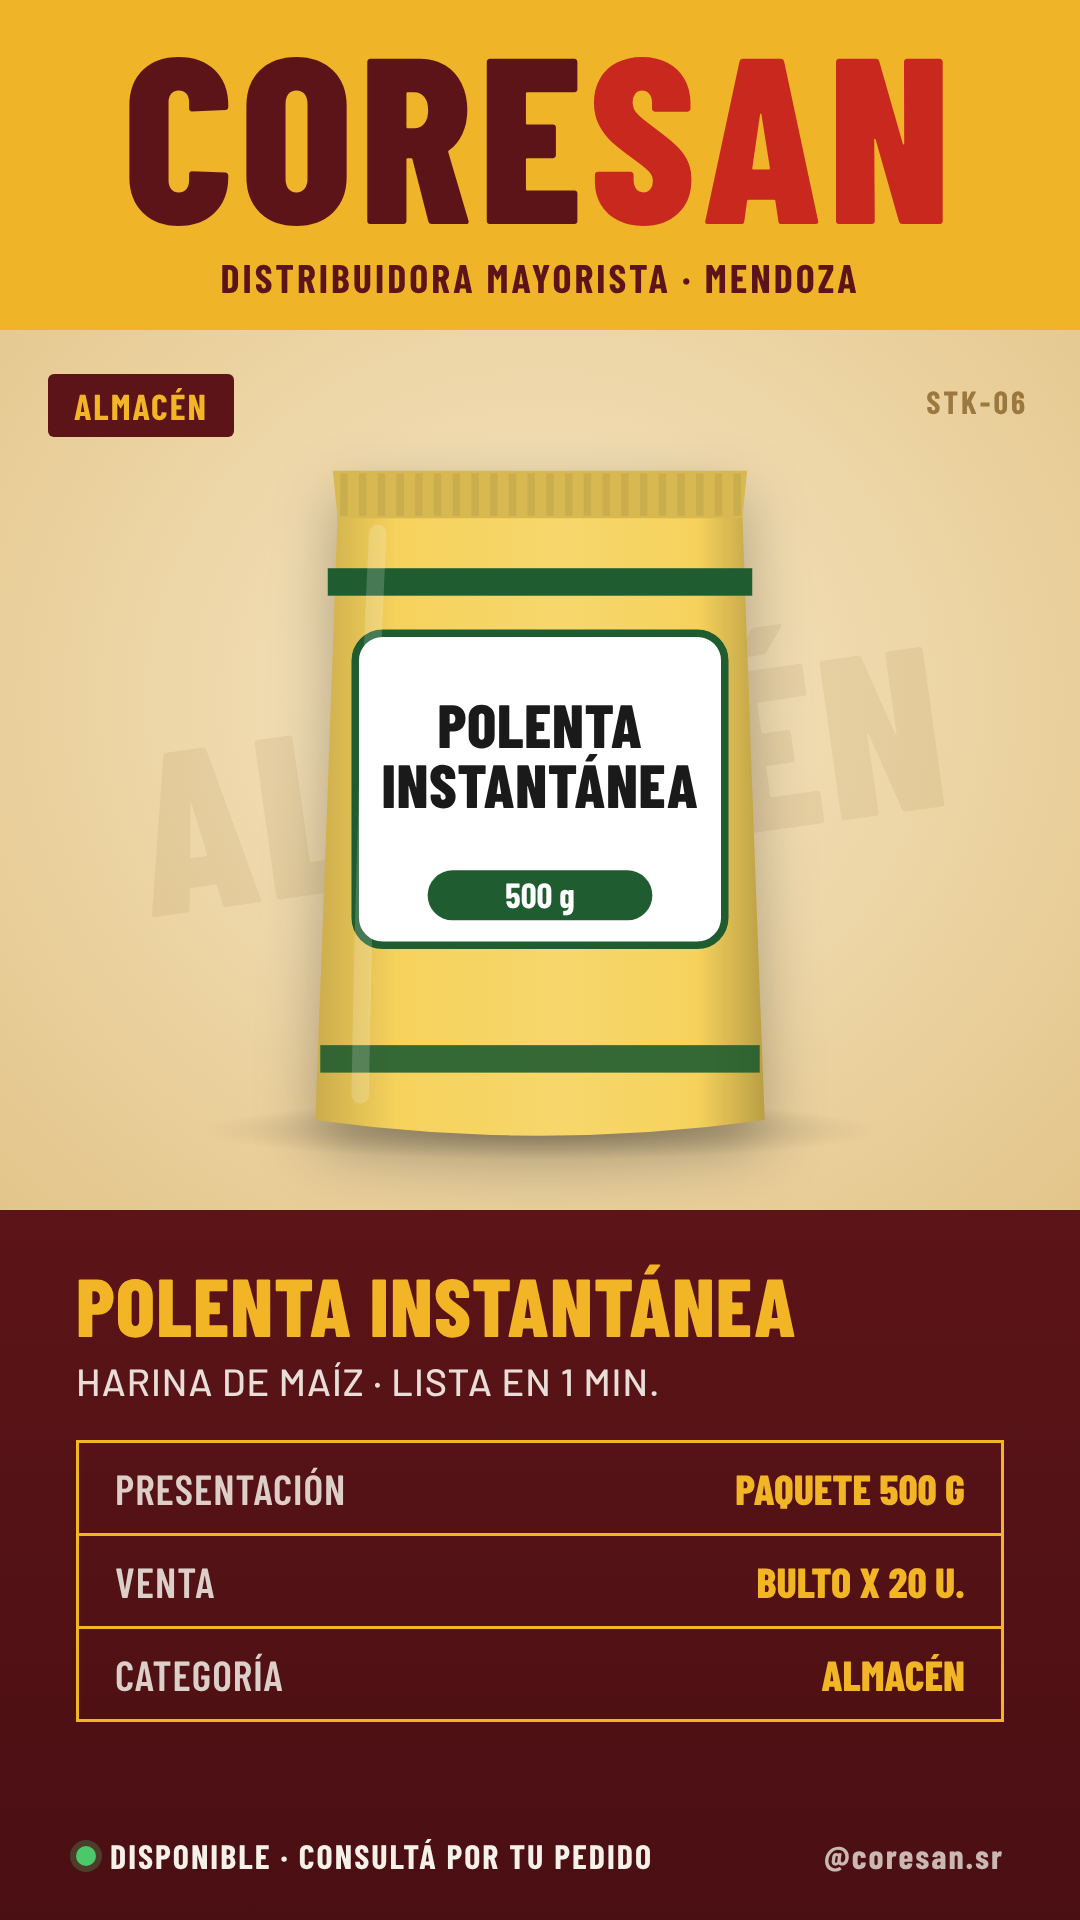 CORESAN
DISTRIBUIDORA MAYORISTA · MENDOZA
ALMACÉN
STK-06
POLENTA
INSTANTÁNEA
500 g
POLENTA INSTANTÁNEA
HARINA DE MAÍZ · LISTA EN 1 MIN.
PRESENTACIÓN PAQUETE 500 G
VENTA BULTO X 20 U.
CATEGORÍA ALMACÉN
DISPONIBLE · CONSULTÁ POR TU PEDIDO @coresan.sr